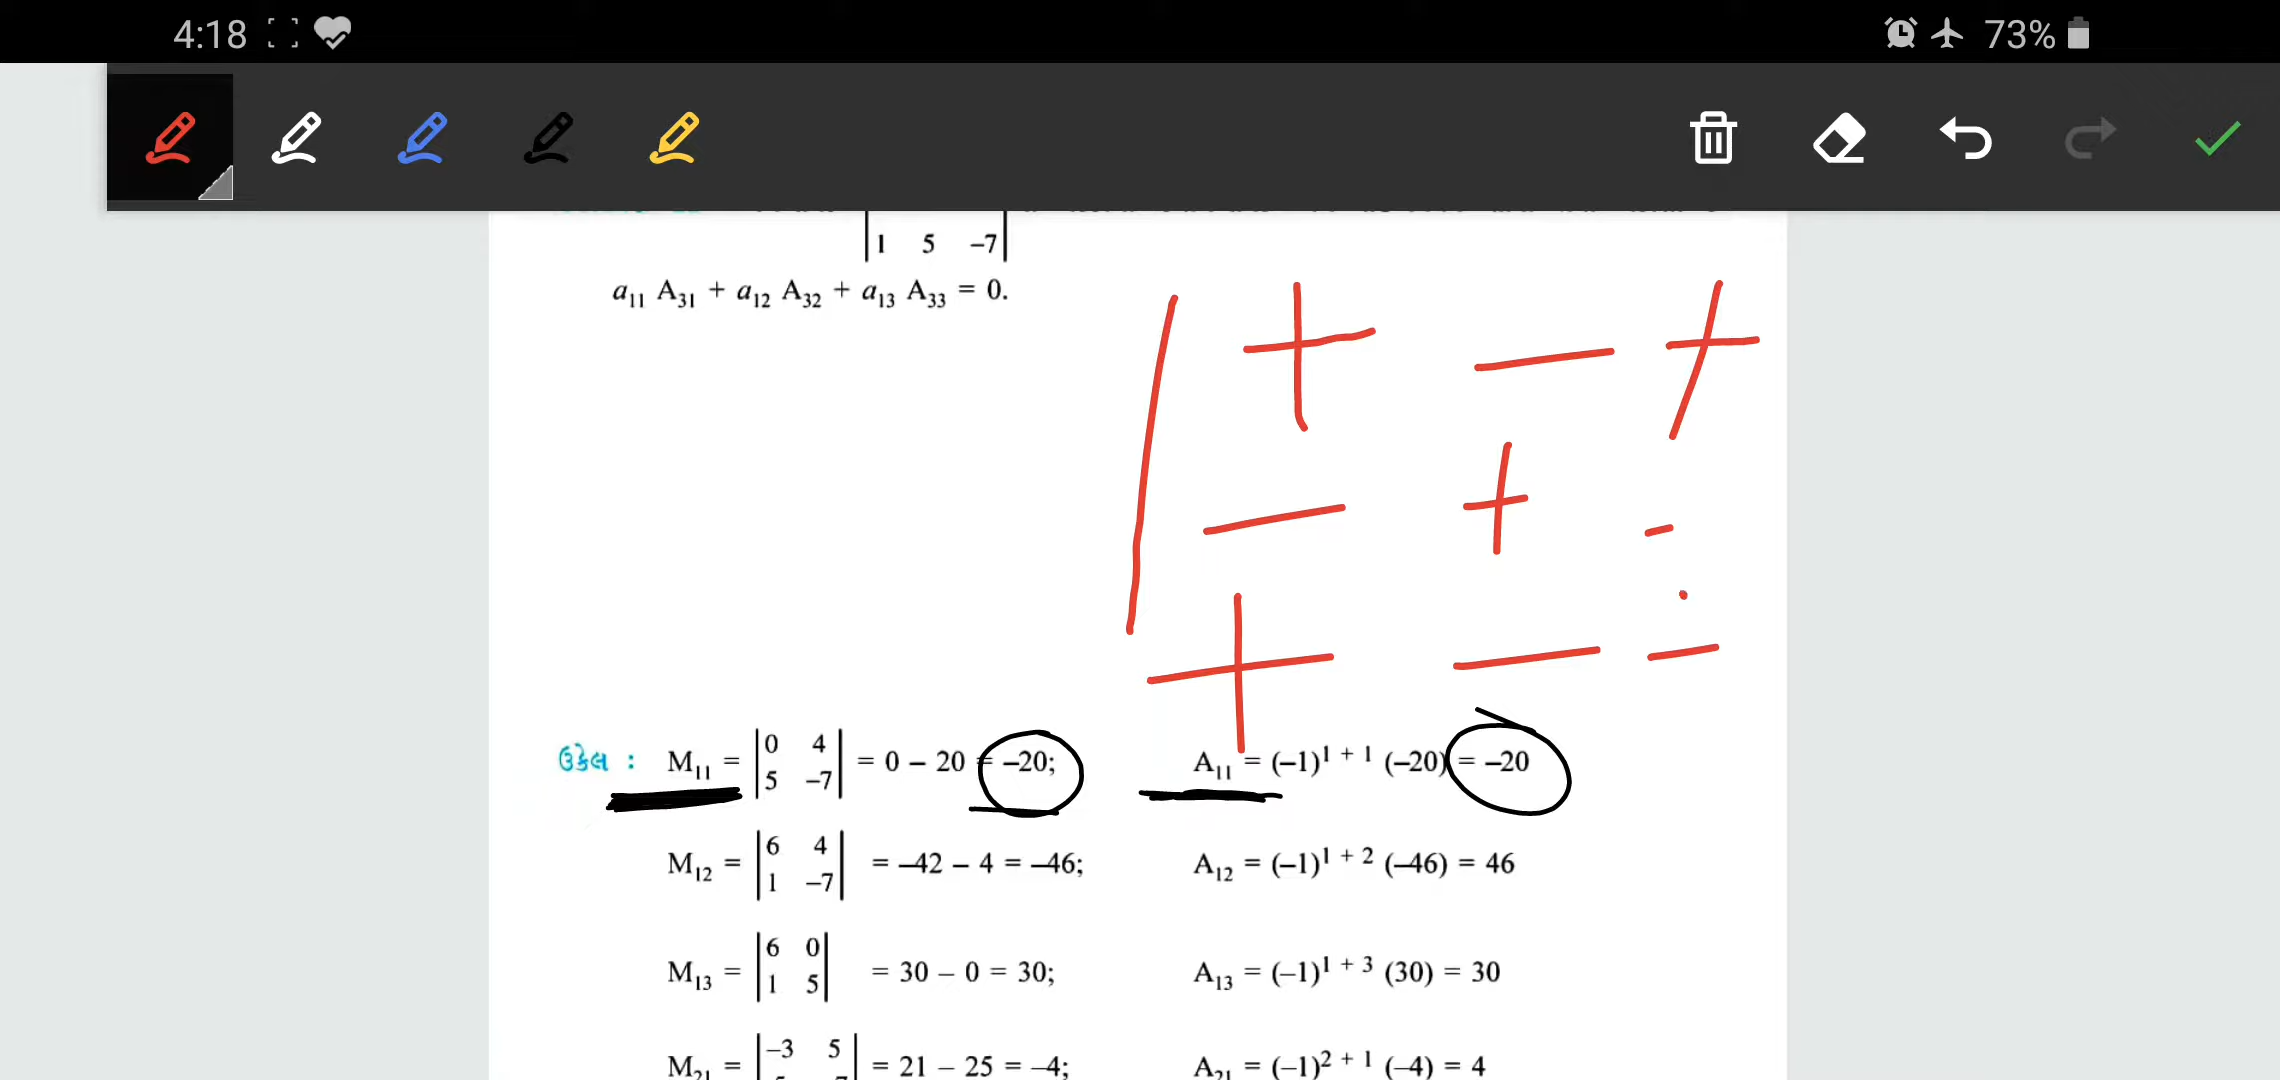 4:18 73%
1 5 –7
a11 A31 + a12 A32 + a13 A33 = 0.
+ – +
– + -
+ – –
ઉકેલ : M11 = |0 4| = 0 – 20 = –20; A11 = (–1)1 + 1 (–20) = –20
|5 –7|
M12 = |6 4| = –42 – 4 = –46; A12 = (–1)1 + 2 (–46) = 46
|1 –7|
M13 = |6 0| = 30 – 0 = 30; A13 = (–1)1 + 3 (30) = 30
|1 5|
M21 = |–3 5| = 21 – 25 = –4; A21 = (–1)2 + 1 (–4) = 4